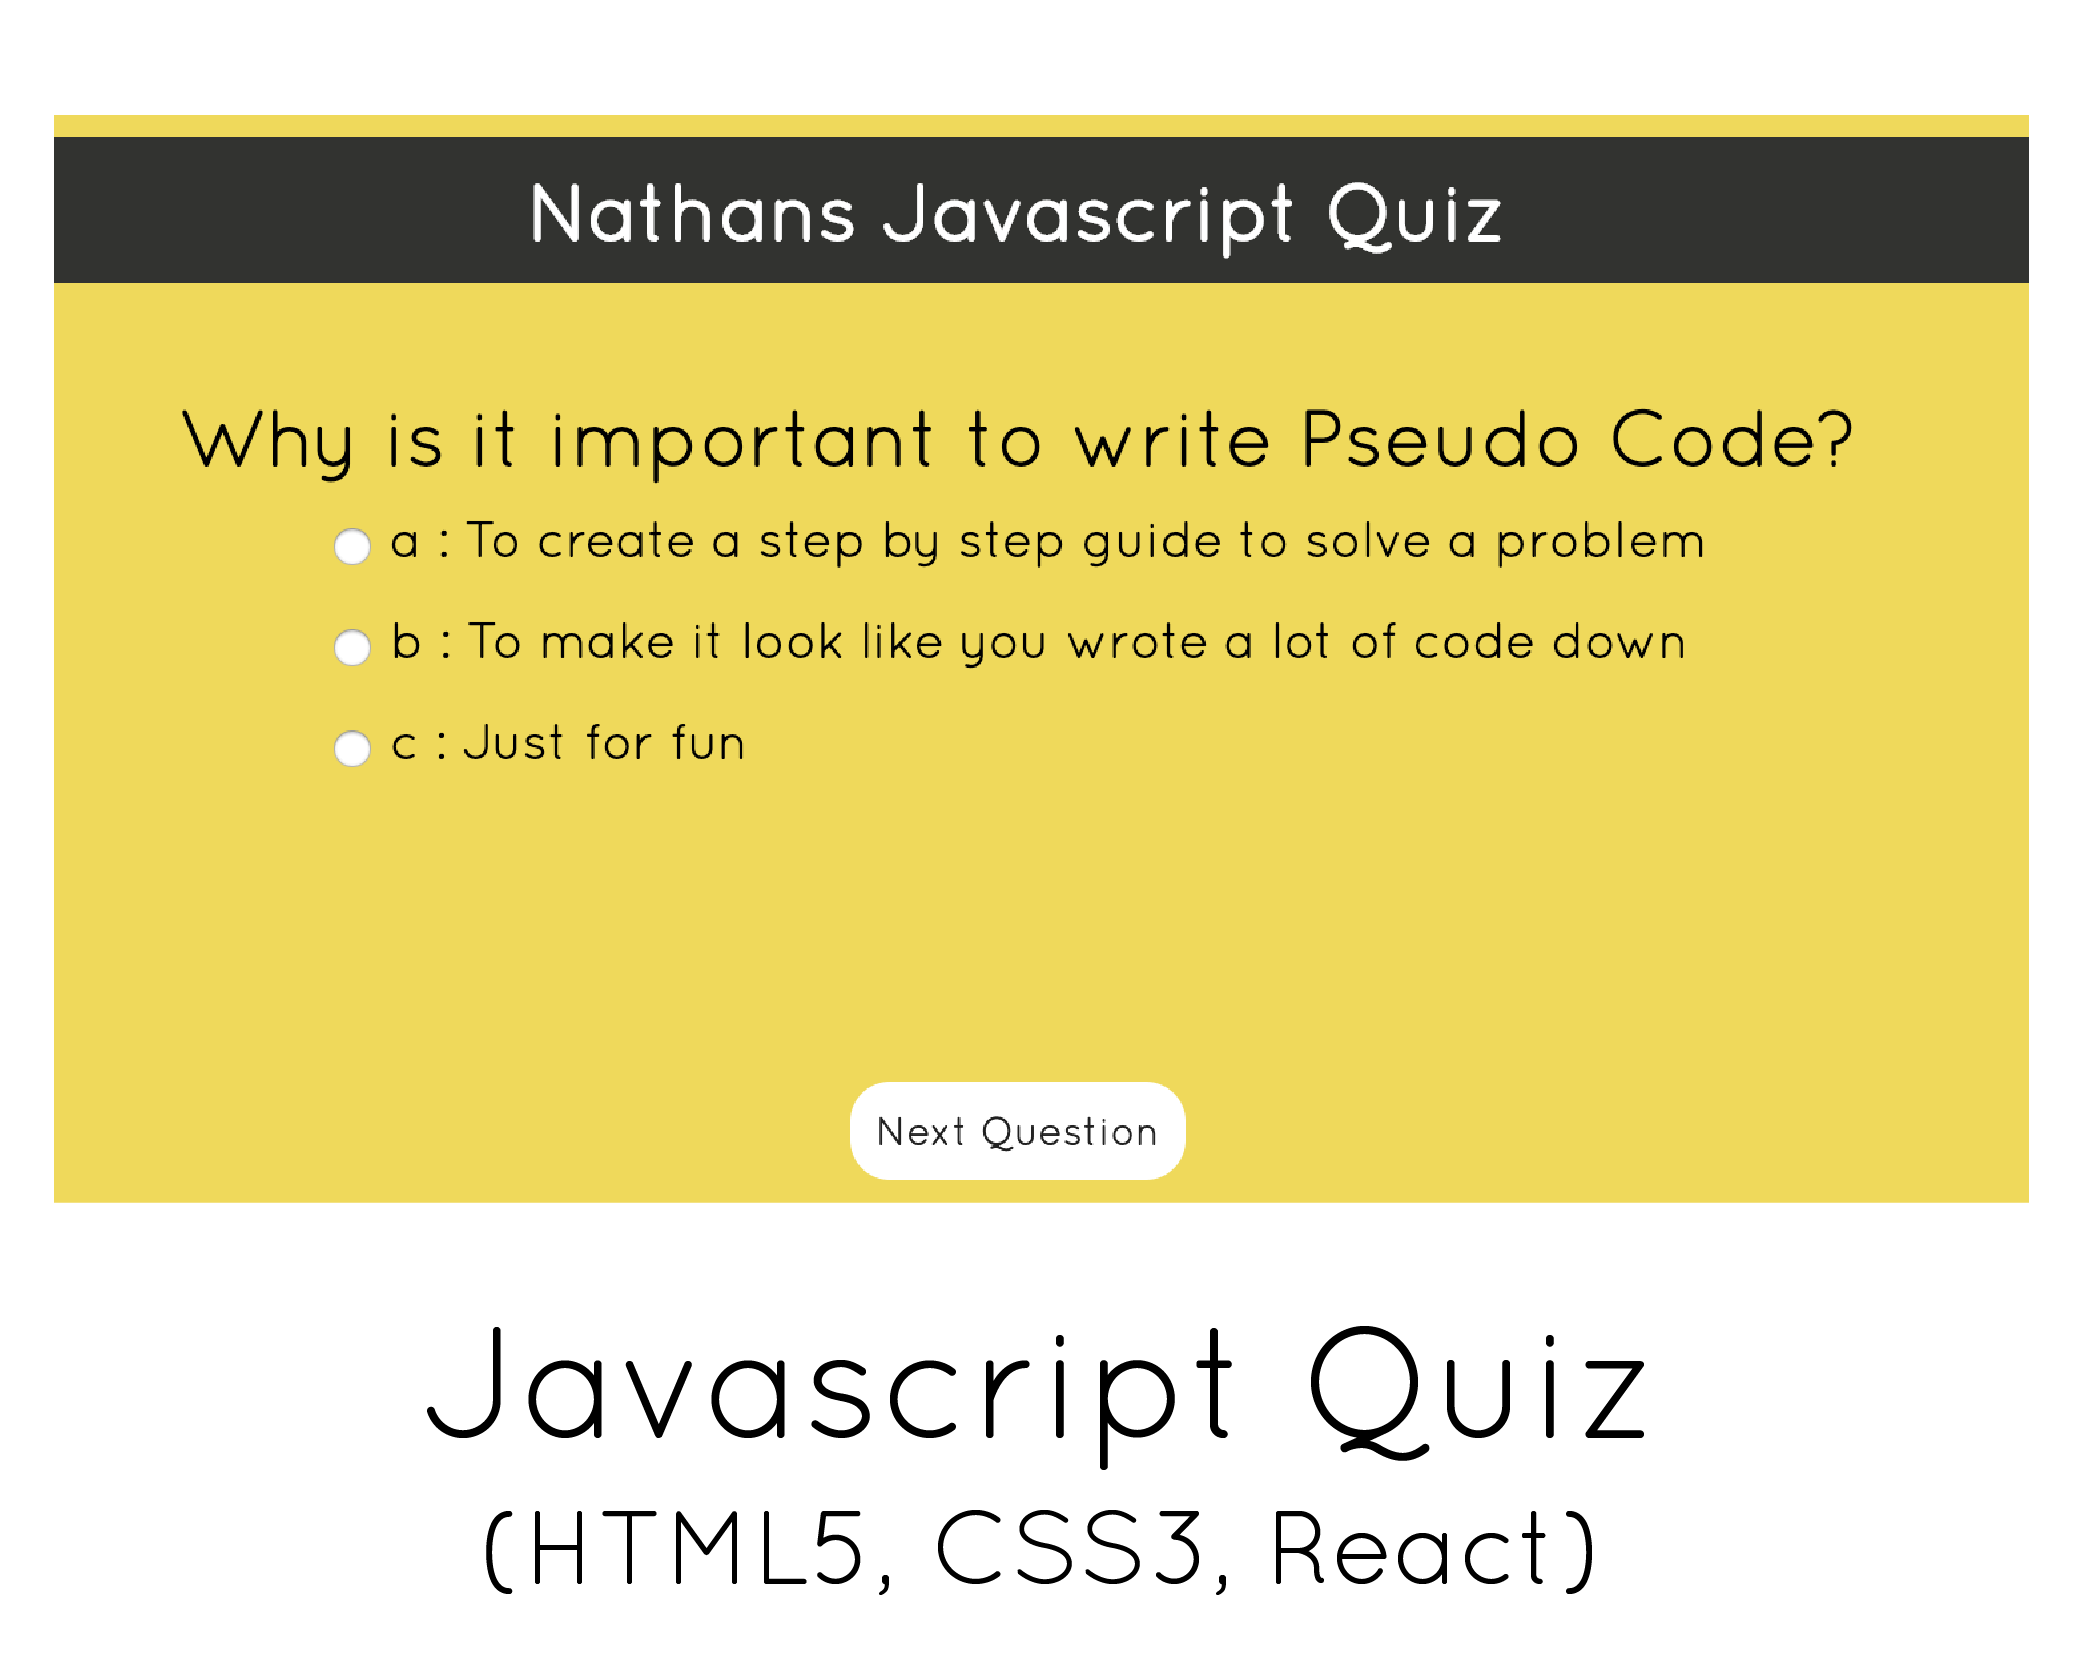 Nathans Javascript Quiz
Why is it important to write Pseudo Code?
a : To create a step by step guide to solve a problem
b : To make it look like you wrote a lot of code down
c : Just for fun
Next Question
Javascript Quiz
(HTML5, CSS3, React)